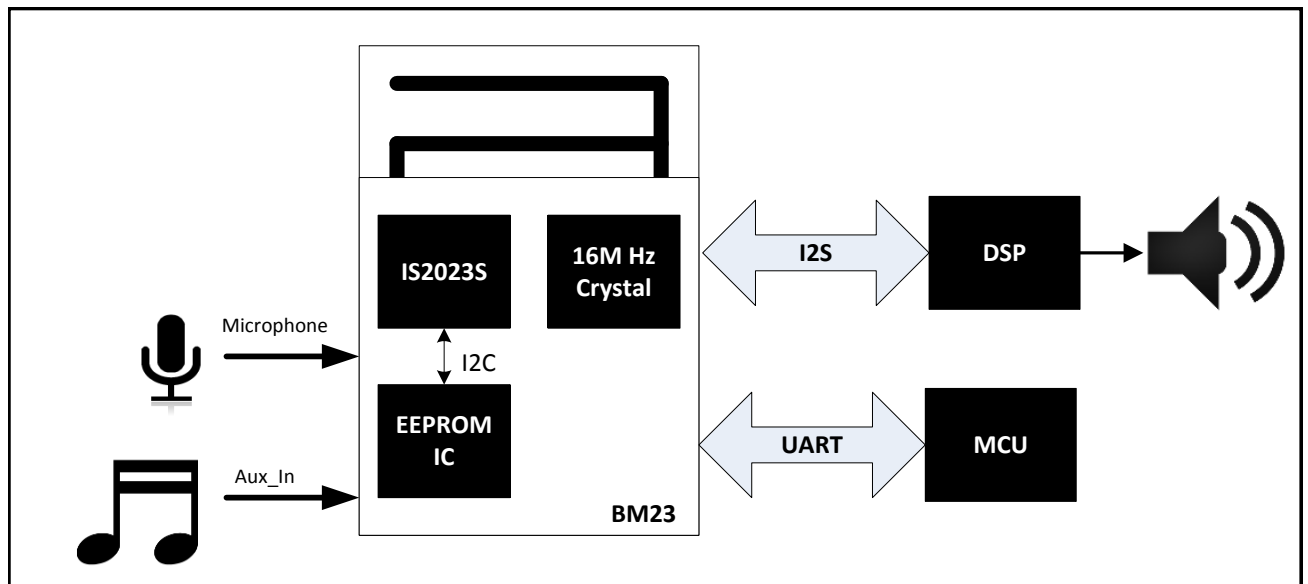 IS2023S
16M Hz
Crystal
I2S
DSP
Microphone
I2C
EEPROM
IC
UART
MCU
Aux_In
BM23